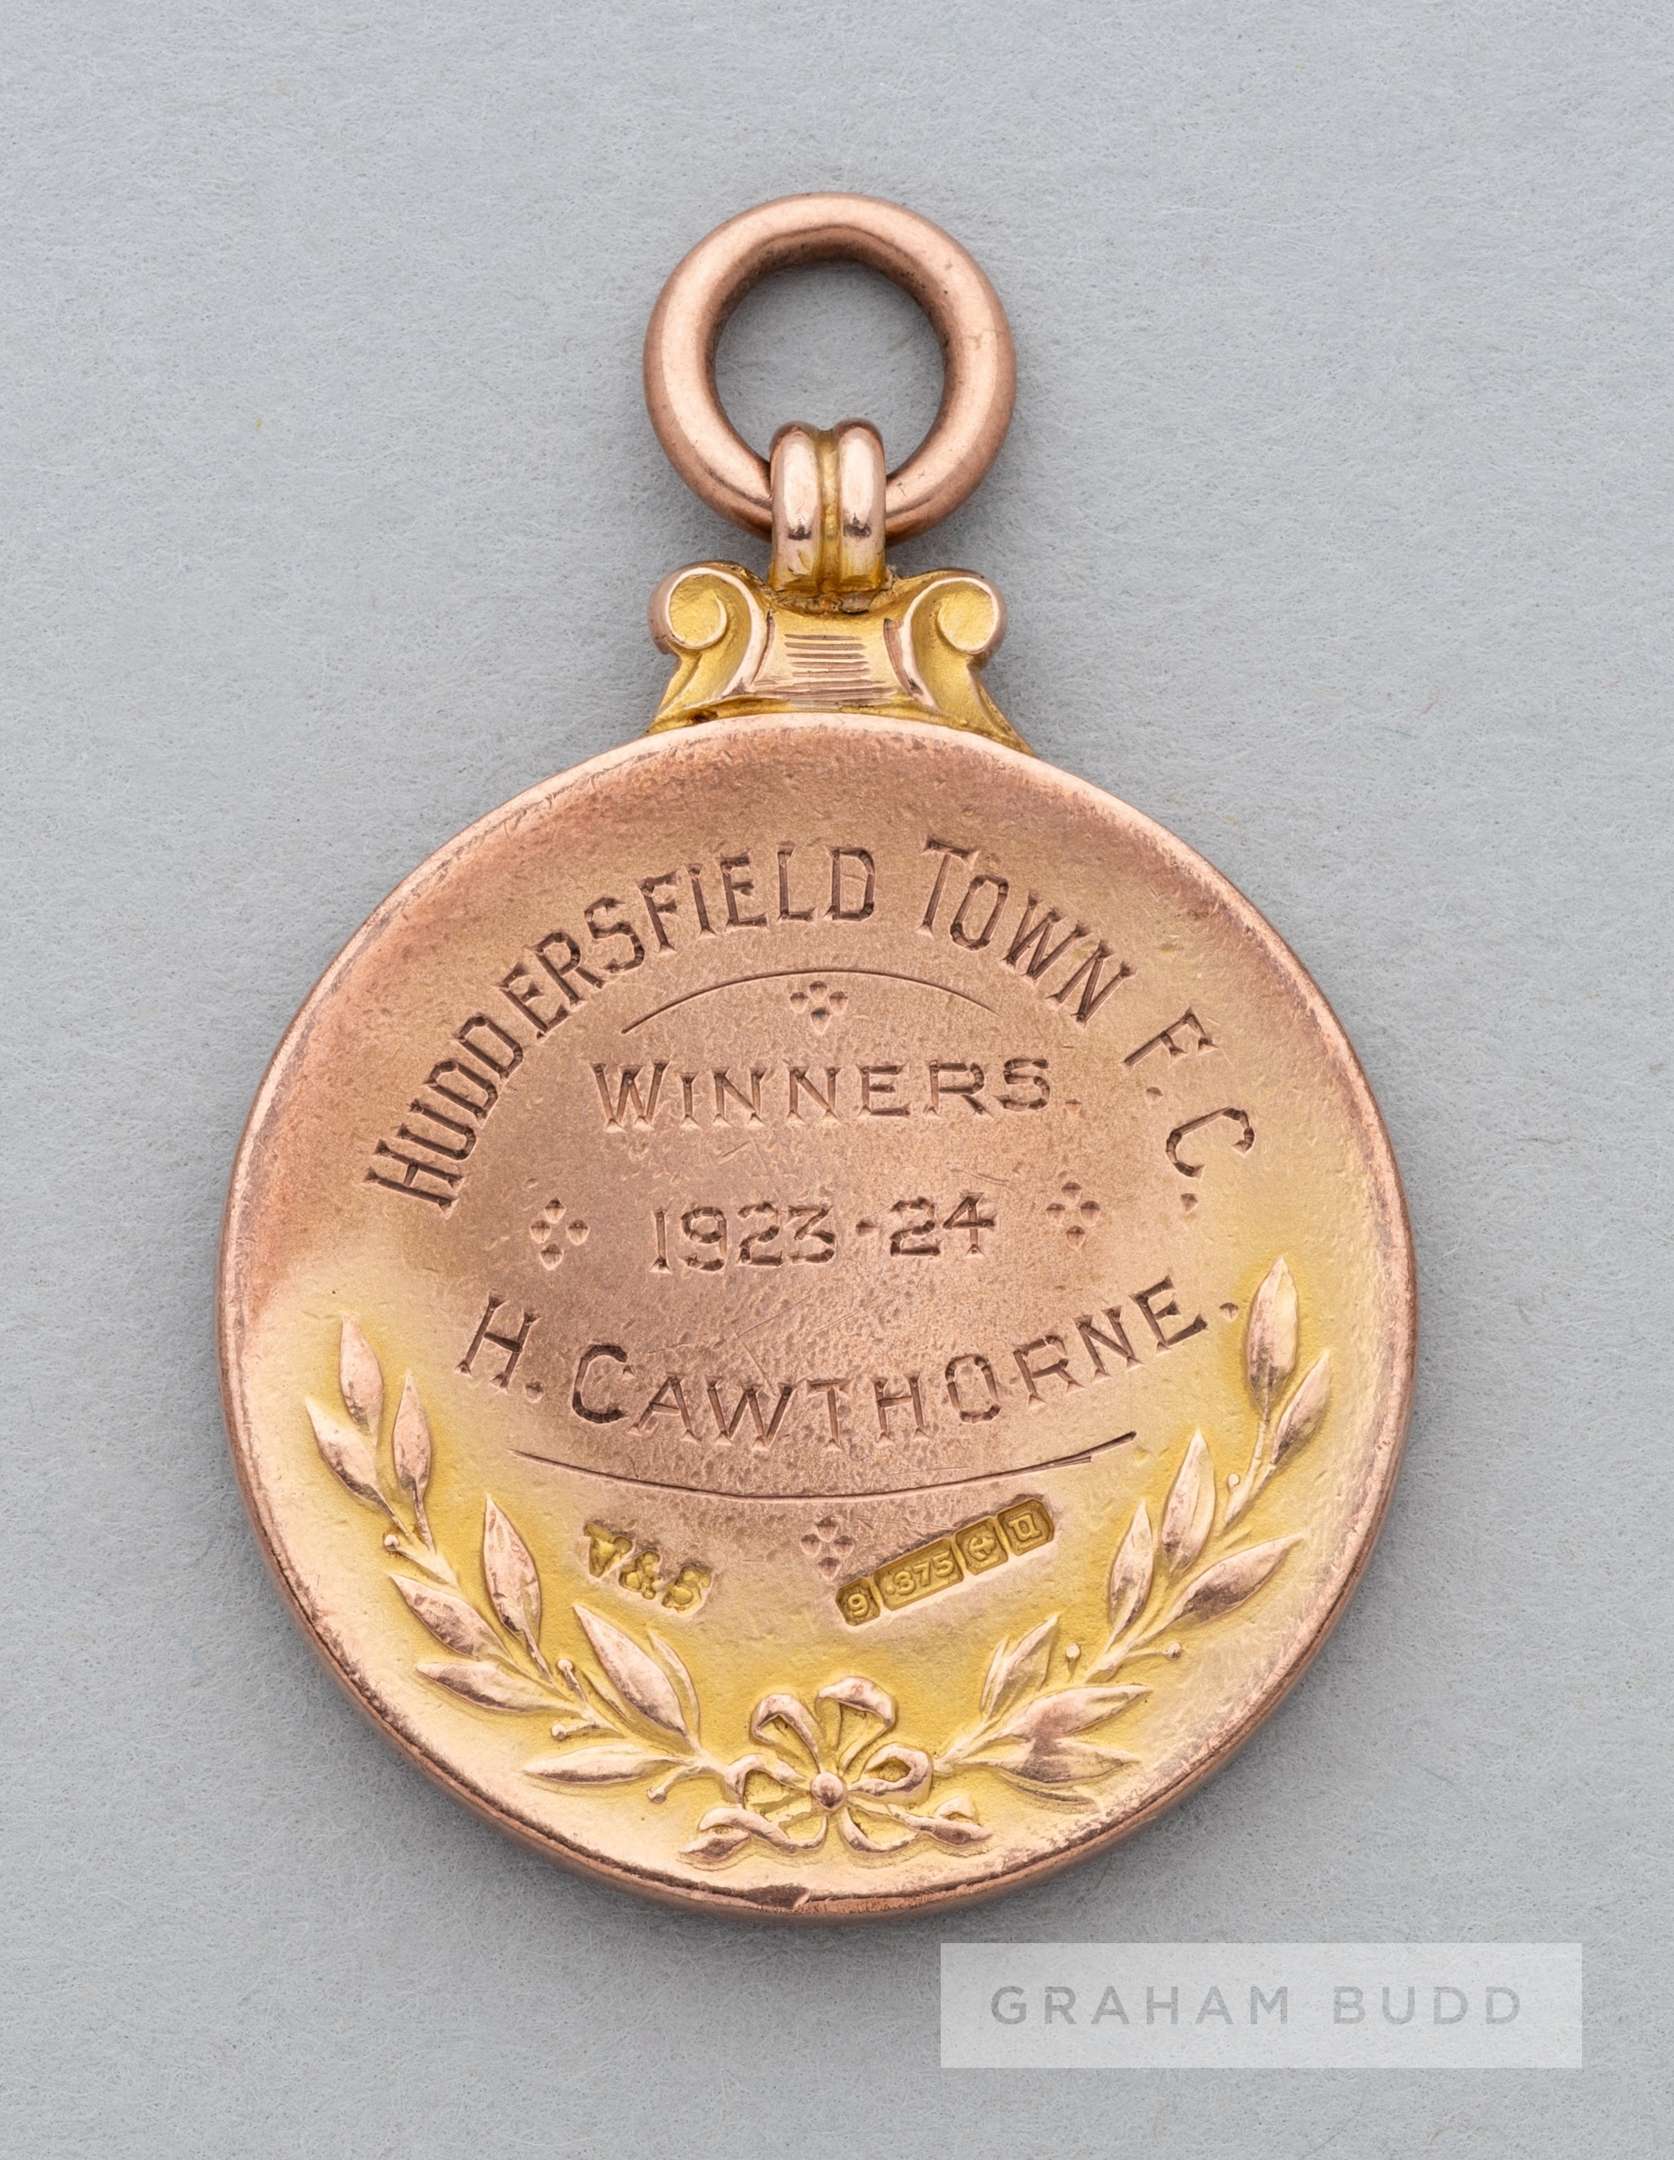 HUDDERSFIELD TOWN F.C.
WINNERS.
1923·24
H. CAWTHORNE.
V&S
9 .375
GRAHAM BUDD